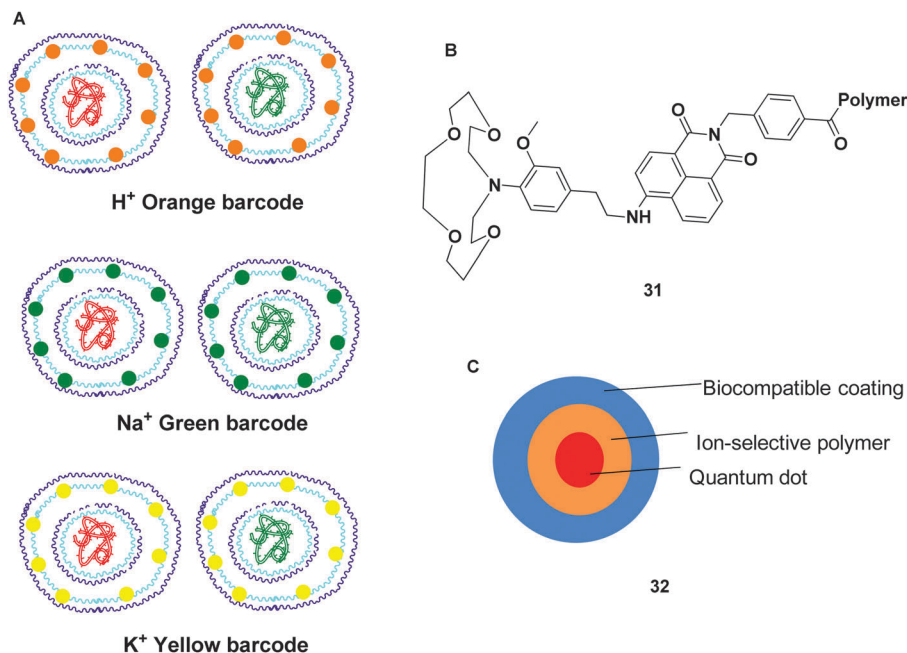 A
H⁺ Orange barcode
Na⁺ Green barcode
K⁺ Yellow barcode
B
Polymer
O
O
O
N
O
O
O
N
NH
O
O
31
C
Biocompatible coating
Ion-selective polymer
Quantum dot
32